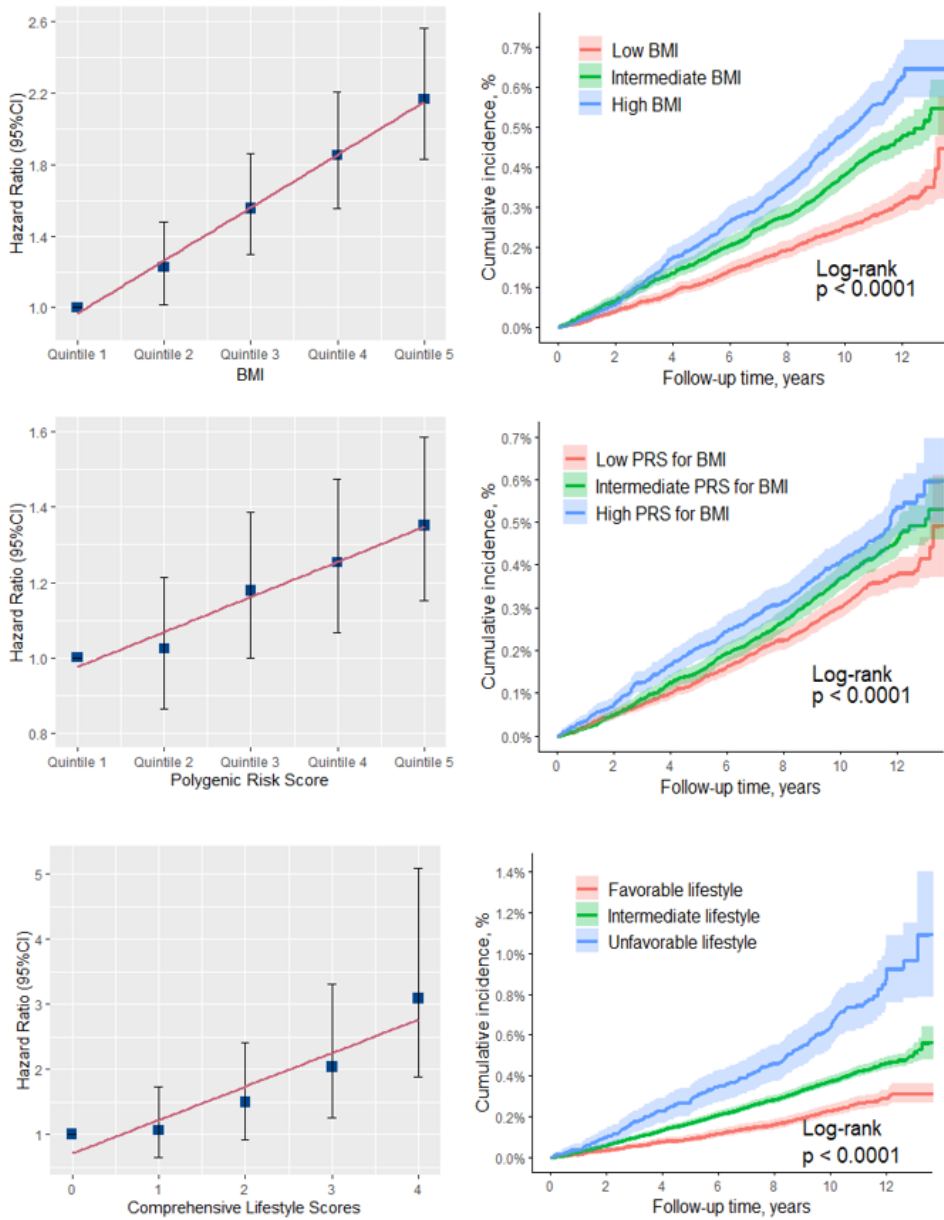 Hazard Ratio (95%CI)
2.6
2.2
1.8
1.4
1.0
Quintile 1 Quintile 2 Quintile 3 Quintile 4 Quintile 5
BMI
Cumulative incidence, %
0.7%
0.6%
0.5%
0.4%
0.3%
0.2%
0.1%
0.0%
Low BMI
Intermediate BMI
High BMI
Log-rank
p < 0.0001
0 2 4 6 8 10 12
Follow-up time, years
Hazard Ratio (95%CI)
1.6
1.4
1.2
1.0
0.8
Quintile 1 Quintile 2 Quintile 3 Quintile 4 Quintile 5
Polygenic Risk Score
Cumulative incidence, %
0.7%
0.6%
0.5%
0.4%
0.3%
0.2%
0.1%
0.0%
Low PRS for BMI
Intermediate PRS for BMI
High PRS for BMI
Log-rank
p < 0.0001
0 2 4 6 8 10 12
Follow-up time, years
Hazard Ratio (95%CI)
5
4
3
2
1
0 1 2 3 4
Comprehensive Lifestyle Scores
Cumulative incidence, %
1.4%
1.2%
1.0%
0.8%
0.6%
0.4%
0.2%
0.0%
Favorable lifestyle
Intermediate lifestyle
Unfavorable lifestyle
Log-rank
p < 0.0001
0 2 4 6 8 10 12
Follow-up time, years